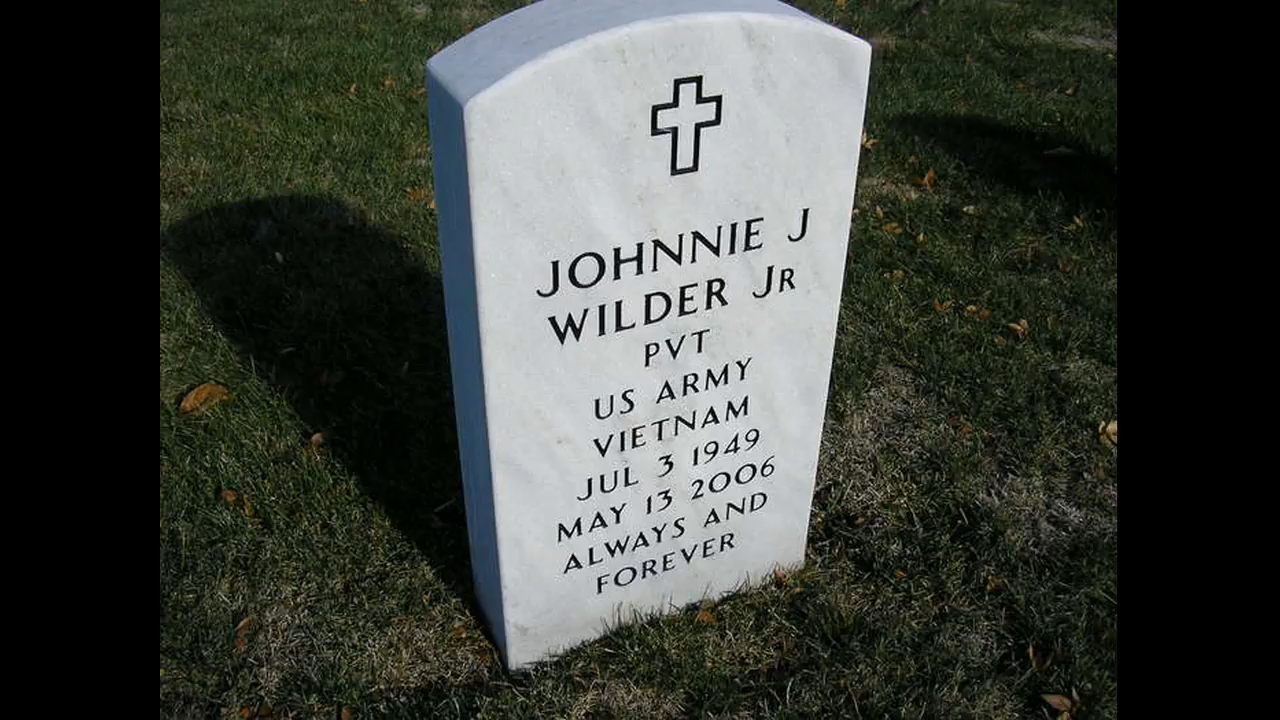 JOHNNIE J
WILDER JR
PVT
US ARMY
VIETNAM
JUL 3 1949
MAY 13 2006
ALWAYS AND
FOREVER